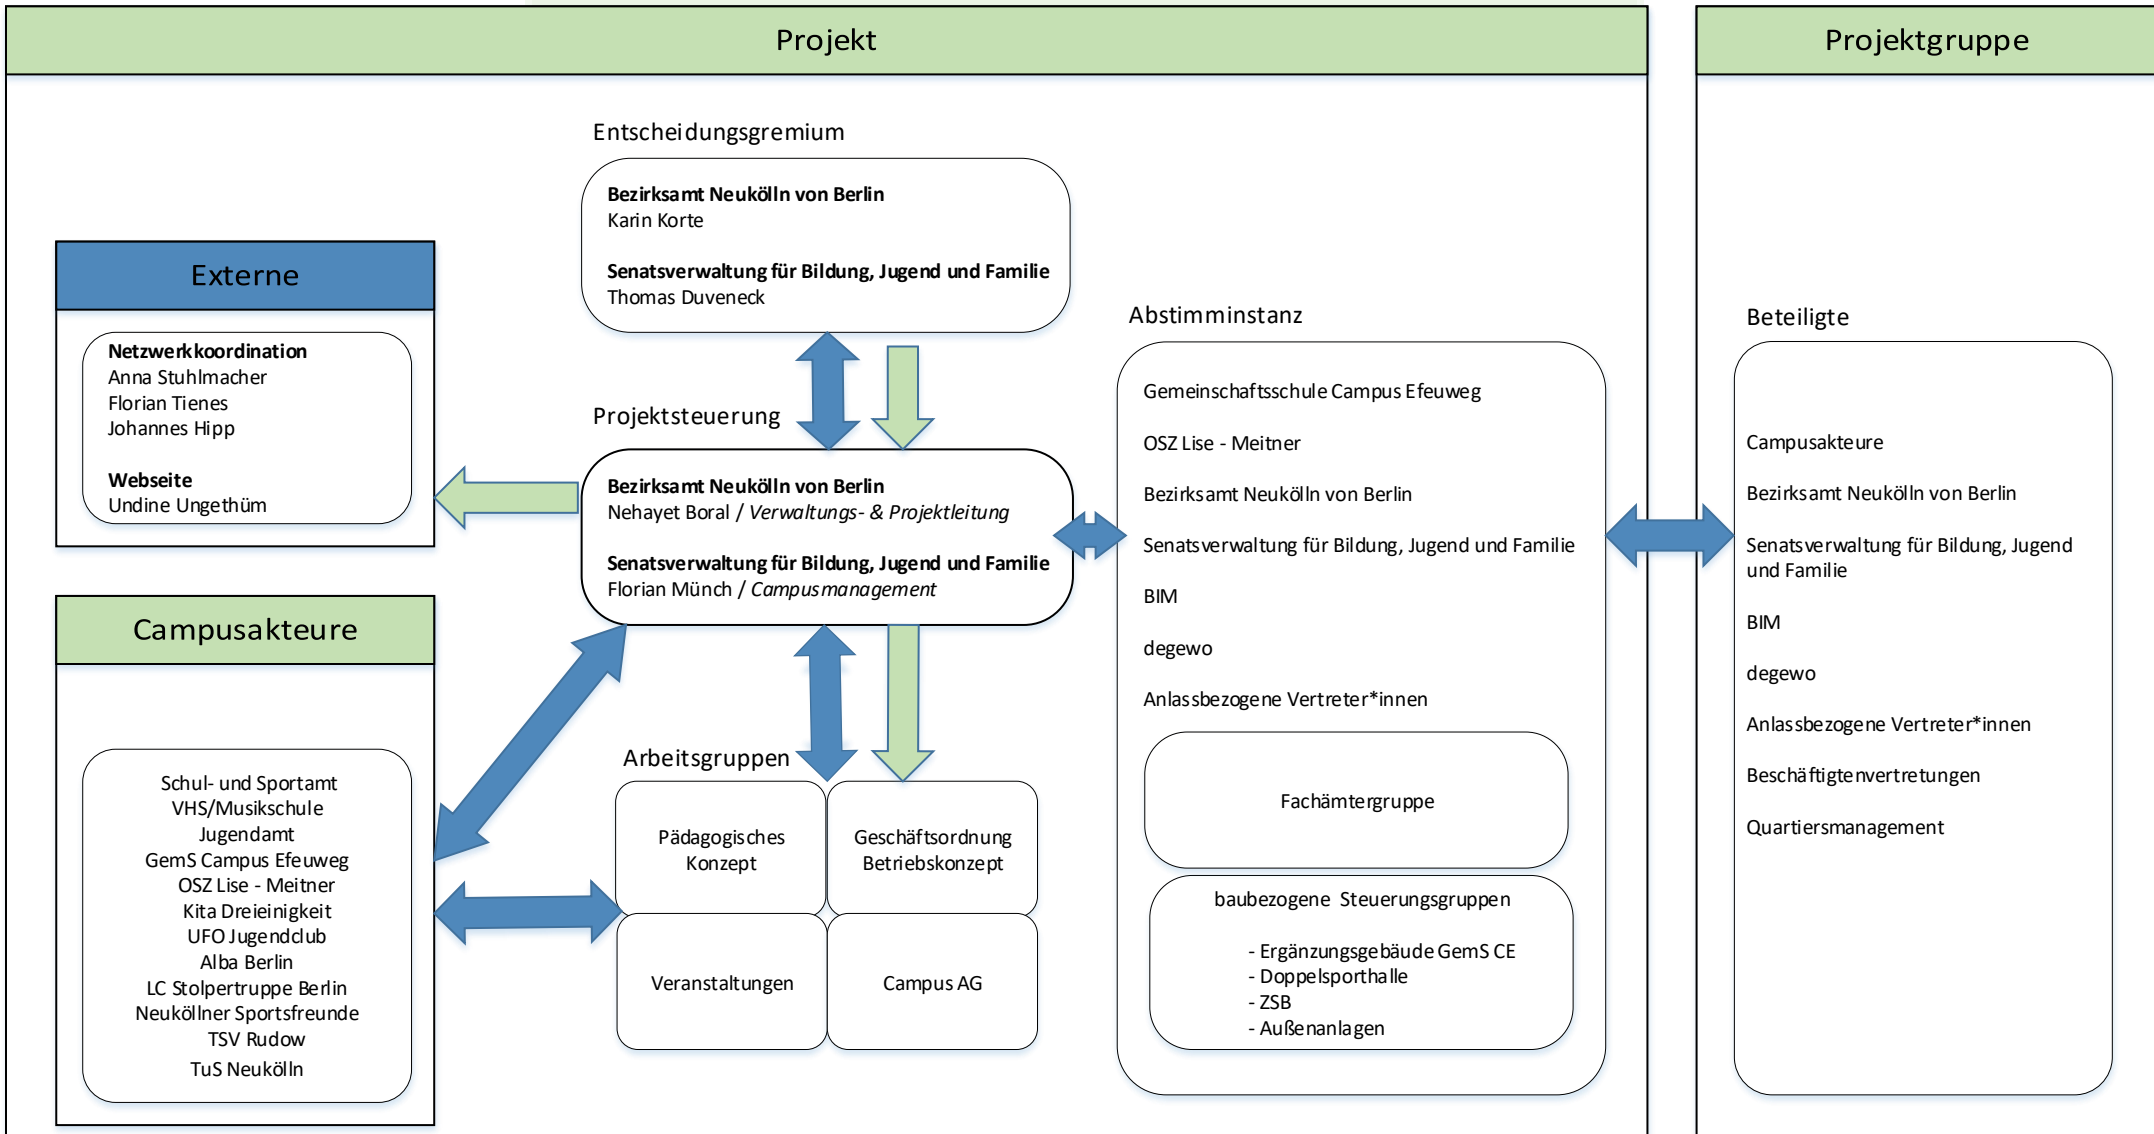 Projekt
Projektgruppe
Entscheidungsgremium
Bezirksamt Neukölln von Berlin
Karin Korte
Senatsverwaltung für Bildung, Jugend und Familie
Thomas Duveneck
Externe
Netzwerkkoordination
Anna Stuhlmacher
Florian Tienes
Johannes Hipp
Webseite
Undine Ungethüm
Projektsteuerung
Bezirksamt Neukölln von Berlin
Nehayet Boral / Verwaltungs- & Projektleitung
Senatsverwaltung für Bildung, Jugend und Familie
Florian Münch / Campusmanagement
Campusakteure
Schul- und Sportamt
VHS/Musikschule
Jugendamt
GemS Campus Efeuweg
OSZ Lise - Meitner
Kita Dreieinigkeit
UFO Jugendclub
Alba Berlin
LC Stolpertruppe Berlin
Neuköllner Sportsfreunde
TSV Rudow
TuS Neukölln
Arbeitsgruppen
Pädagogisches
Konzept
Geschäftsordnung
Betriebskonzept
Veranstaltungen
Campus AG
Abstimminstanz
Gemeinschaftsschule Campus Efeuweg
OSZ Lise - Meitner
Bezirksamt Neukölln von Berlin
Senatsverwaltung für Bildung, Jugend und Familie
BIM
degewo
Anlassbezogene Vertreter*innen
Fachämtergruppe
baubezogene Steuerungsgruppen
- Ergänzungsgebäude GemS CE
- Doppelsporthalle
- ZSB
- Außenanlagen
Beteiligte
Campusakteure
Bezirksamt Neukölln von Berlin
Senatsverwaltung für Bildung, Jugend
und Familie
BIM
degewo
Anlassbezogene Vertreter*innen
Beschäftigtenvertretungen
Quartiersmanagement